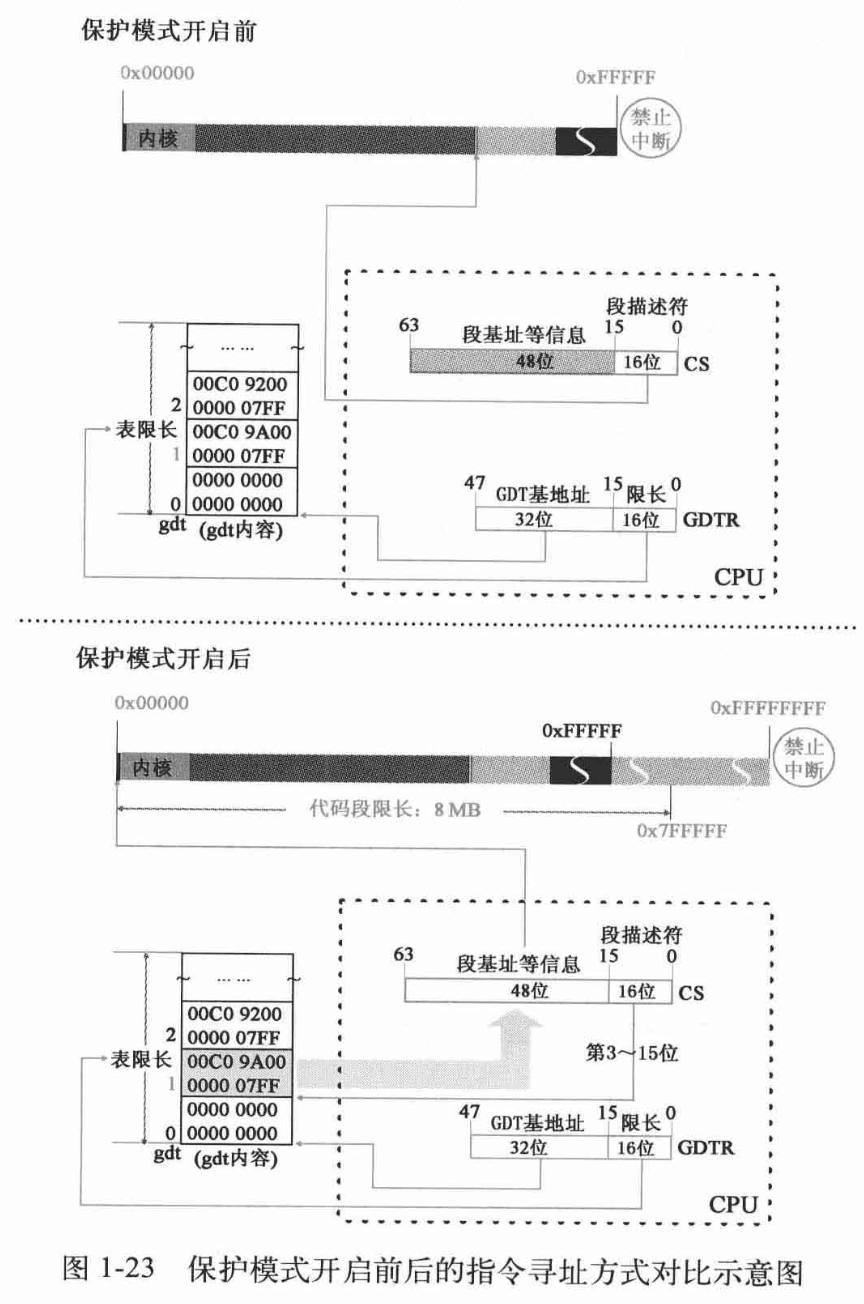 保护模式开启前
0x00000
0xFFFFF
内核
禁止
中断
段描述符
63 段基址等信息 15 0
48位 16位 CS
~ …… ~
00C0 9200
2 0000 07FF
表限长 00C0 9A00
1 0000 07FF
0000 0000
0 0000 0000
gdt (gdt内容)
47 GDT基地址 15 限长 0
32位 16位 GDTR
CPU
保护模式开启后
0x00000
0xFFFFF
0xFFFFFFFF
内核
禁止
中断
代码段限长：8 MB
0x7FFFFF
段描述符
63 段基址等信息 15 0
48位 16位 CS
第3～15位
~ …… ~
00C0 9200
2 0000 07FF
表限长 00C0 9A00
1 0000 07FF
0000 0000
0 0000 0000
gdt (gdt内容)
47 GDT基地址 15 限长 0
32位 16位 GDTR
CPU
图 1-23 保护模式开启前后的指令寻址方式对比示意图